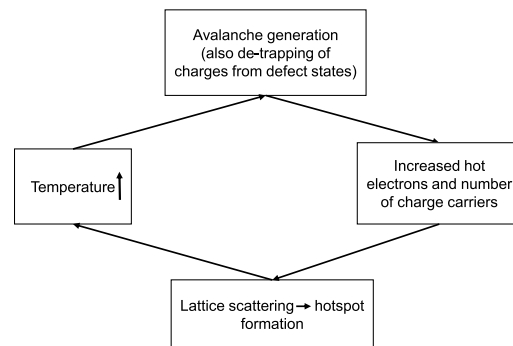 Avalanche generation
(also de-trapping of
charges from defect states)
Temperature↑
Increased hot
electrons and number
of charge carriers
Lattice scattering → hotspot
formation